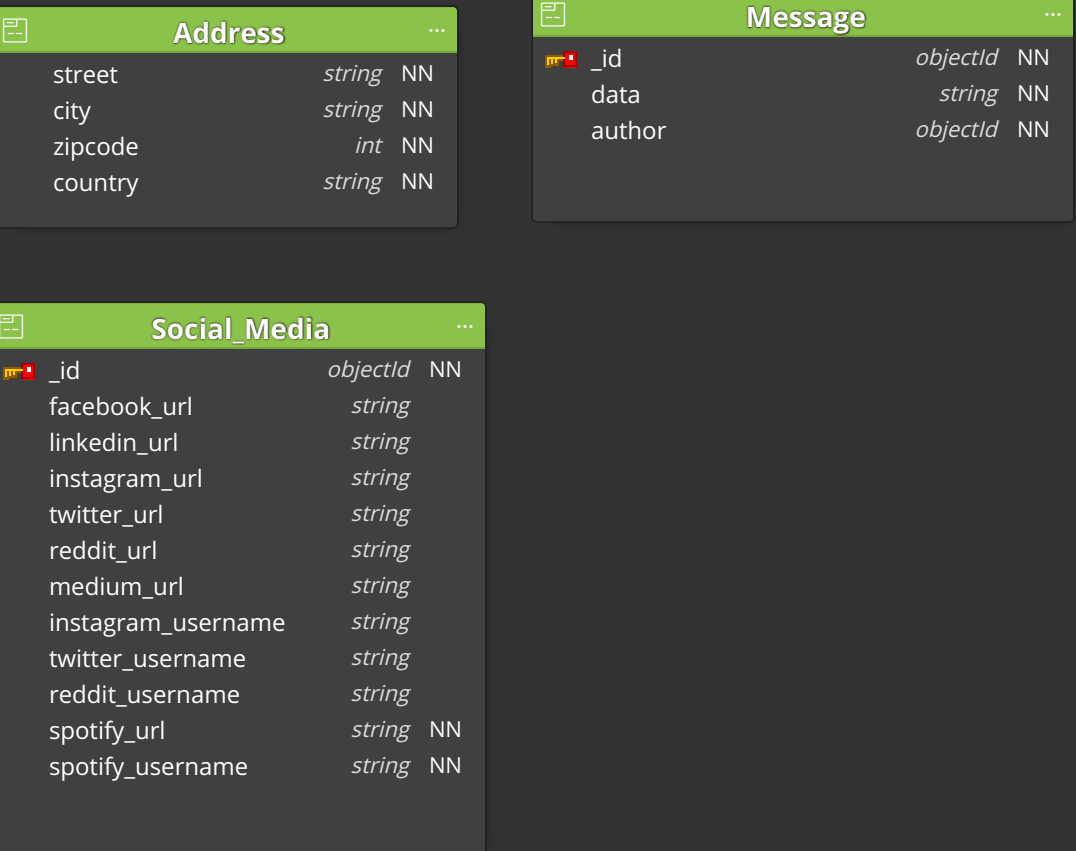 Address ...
street string NN
city string NN
zipcode int NN
country string NN
Message ...
_id objectId NN
data string NN
author objectId NN
Social_Media ...
_id objectId NN
facebook_url string
linkedin_url string
instagram_url string
twitter_url string
reddit_url string
medium_url string
instagram_username string
twitter_username string
reddit_username string
spotify_url string NN
spotify_username string NN